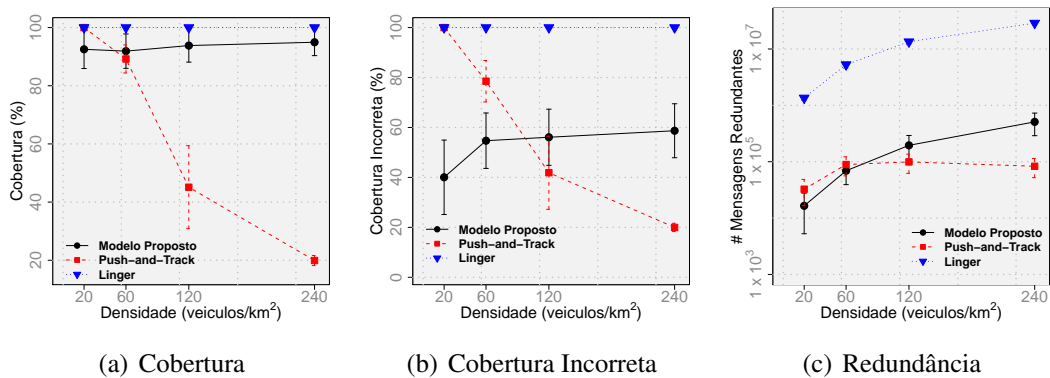 Cobertura (%)
100
80
60
40
20
Modelo Proposto
Push−and−Track
Linger
20 60 120 240
Densidade (veiculos/km²)
(a) Cobertura
Cobertura Incorreta (%)
100
80
60
40
20
0
Modelo Proposto
Push−and−Track
Linger
20 60 120 240
Densidade (veiculos/km²)
(b) Cobertura Incorreta
# Mensagens Redundantes
1 x 10⁷
1 x 10⁵
1 x 10³
Modelo Proposto
Push−and−Track
Linger
20 60 120 240
Densidade (veiculos/km²)
(c) Redundância